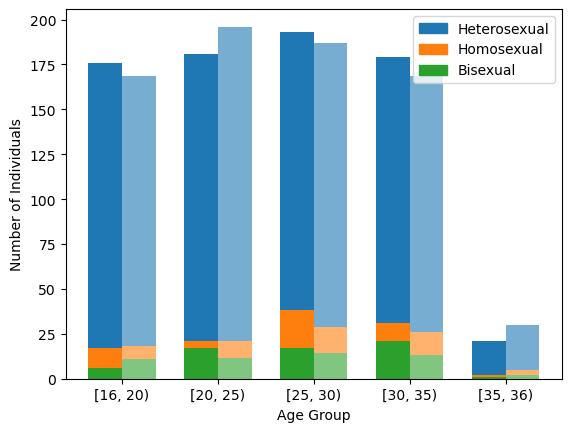 200
175
150
125
100
75
50
25
0
Number of Individuals
Heterosexual
Homosexual
Bisexual
[16, 20)
[20, 25)
[25, 30)
[30, 35)
[35, 36)
Age Group